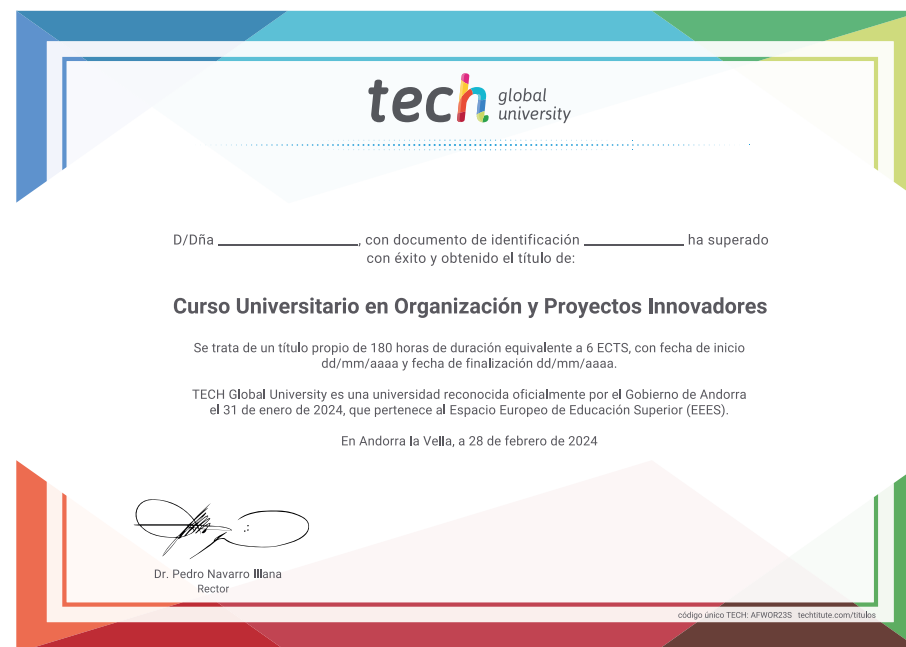 tech global university
D/Dña ______________, con documento de identificación __________ ha superado
con éxito y obtenido el título de:
Curso Universitario en Organización y Proyectos Innovadores
Se trata de un título propio de 180 horas de duración equivalente a 6 ECTS, con fecha de inicio
dd/mm/aaaa y fecha de finalización dd/mm/aaaa.
TECH Global University es una universidad reconocida oficialmente por el Gobierno de Andorra
el 31 de enero de 2024, que pertenece al Espacio Europeo de Educación Superior (EEES).
En Andorra la Vella, a 28 de febrero de 2024
Dr. Pedro Navarro Illana
Rector
código único TECH: AFWOR23S techtitute.com/titulos